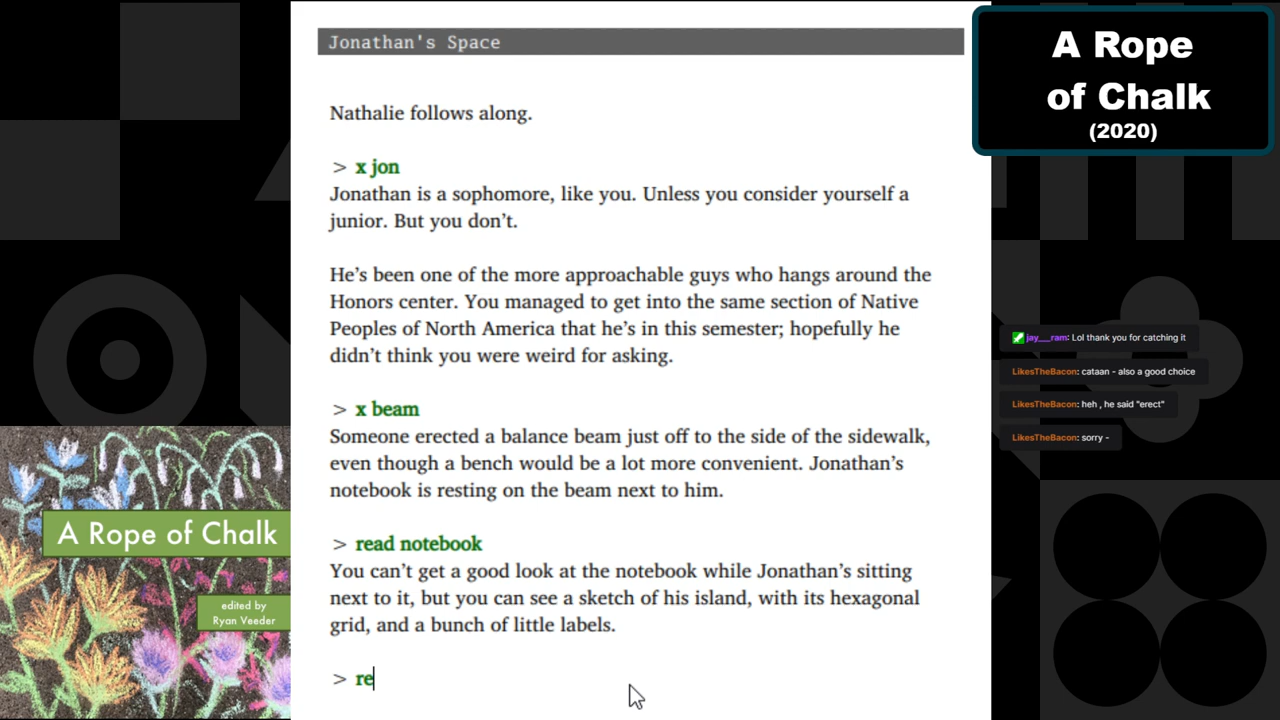 Jonathan's Space
Nathalie follows along.
> x jon
Jonathan is a sophomore, like you. Unless you consider yourself a
junior. But you don’t.
He’s been one of the more approachable guys who hangs around the
Honors center. You managed to get into the same section of Native
Peoples of North America that he’s in this semester; hopefully he
didn’t think you were weird for asking.
> x beam
Someone erected a balance beam just off to the side of the sidewalk,
even though a bench would be a lot more convenient. Jonathan’s
notebook is resting on the beam next to him.
> read notebook
You can’t get a good look at the notebook while Jonathan’s sitting
next to it, but you can see a sketch of his island, with its hexagonal
grid, and a bunch of little labels.
> re
A Rope
of Chalk
(2020)
jay___ram: Lol thank you for catching it
LikesTheBacon: cataan - also a good choice
LikesTheBacon: heh , he said "erect"
LikesTheBacon: sorry -
A Rope of Chalk
edited by
Ryan Veeder